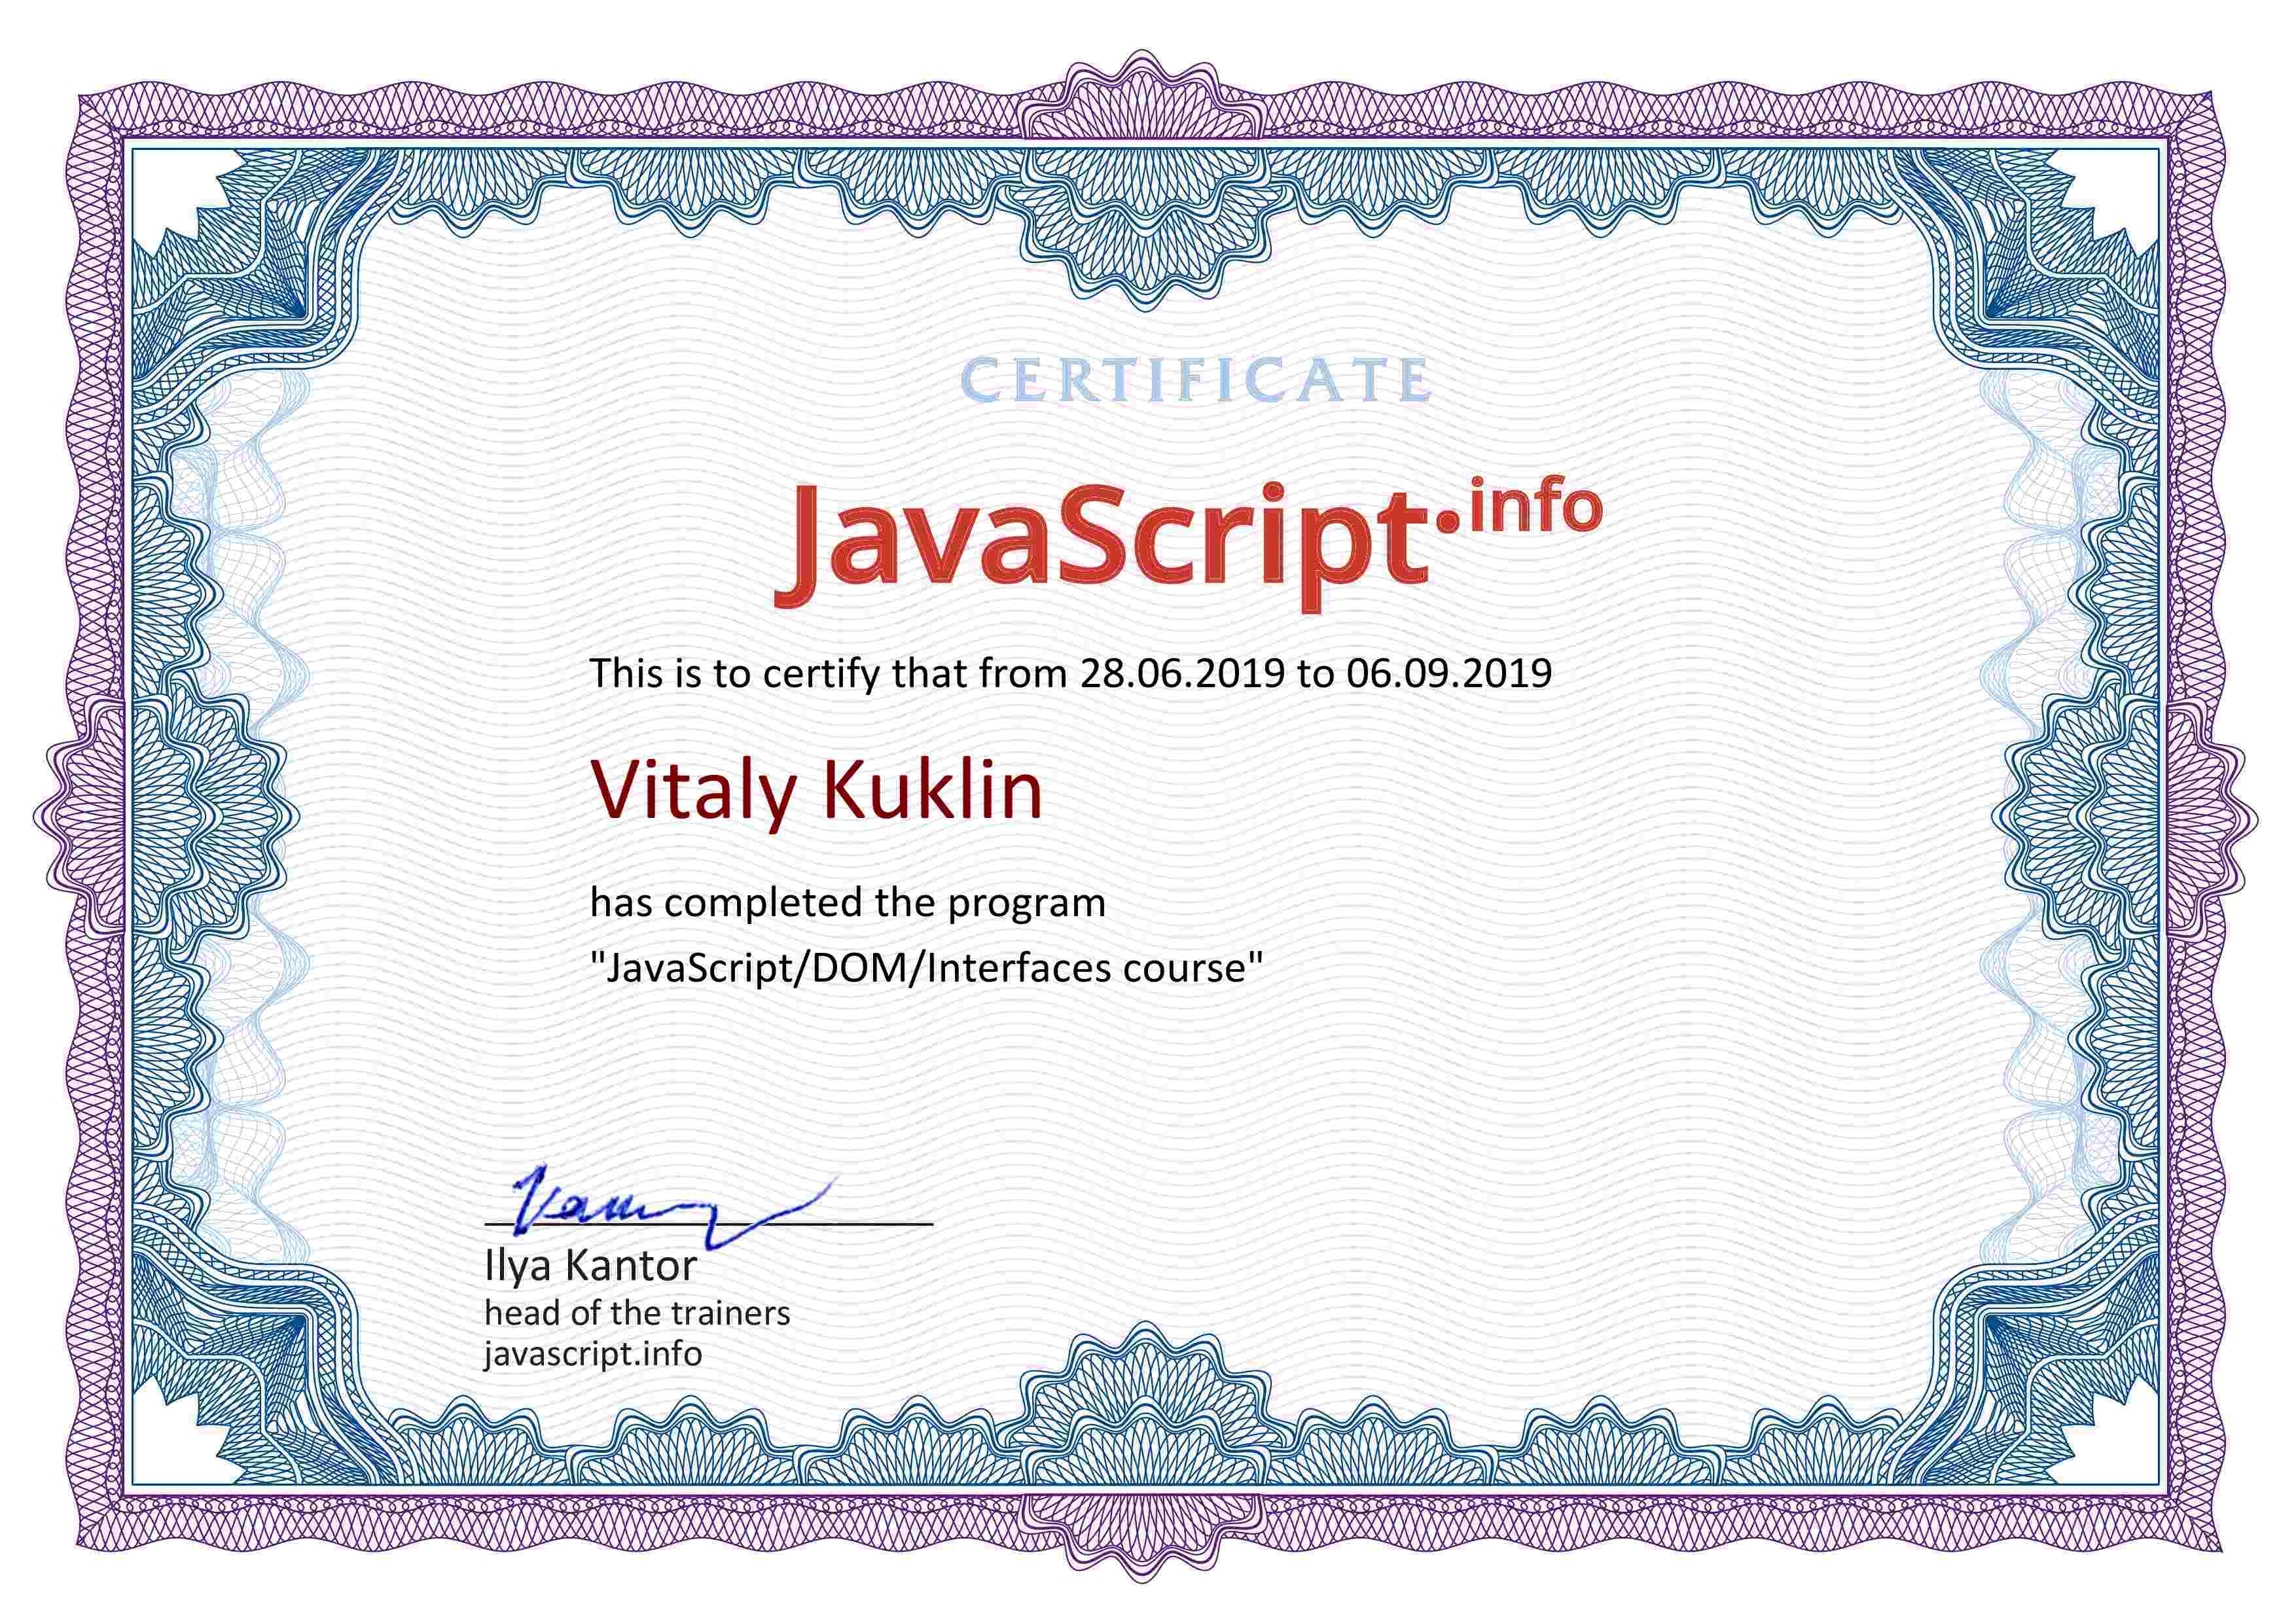 CERTIFICATE
JavaScript.info
This is to certify that from 28.06.2019 to 06.09.2019
Vitaly Kuklin
has completed the program
"JavaScript/DOM/Interfaces course"
Ilya Kantor
head of the trainers
javascript.info